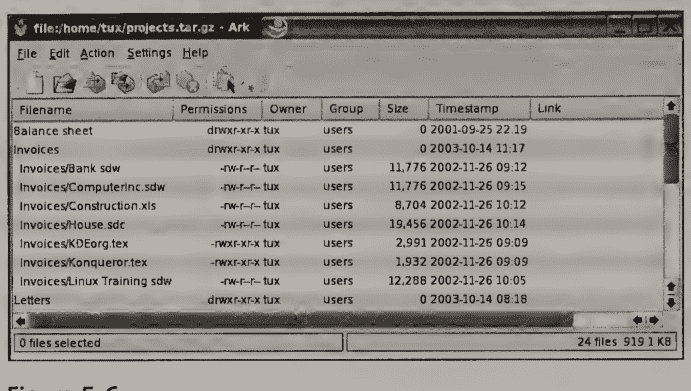 file:/home/tux/projects.tar.gz - Ark
File Edit Action Settings Help
Filename Permissions Owner Group Size Timestamp Link
Balance sheet drwxr-xr-x tux users 0 2001-09-25 22.19
Invoices drwxr-xr-x tux users 0 2003-10-14 11:17
Invoices/Bank sdw -rw-r--r-- tux users 11,776 2002-11-26 09:12
Invoices/ComputerInc.sdw -rw-r--r-- tux users 11,776 2002-11-26 09:15
Invoices/Construction.xls -rw-r--r-- tux users 8,704 2002-11-26 10:12
Invoices/House.sdc -rw-r--r-- tux users 19,456 2002-11-26 10:14
Invoices/KDEorg.tex -rwxr-xr-x tux users 2,991 2002-11-26 09:09
Invoices/Konqueror.tex -rwxr-xr-x tux users 1,932 2002-11-26 09:09
Invoices/Linux Training sdw -rw-r--r-- tux users 12,288 2002-11-26 10:05
Letters drwxr-xr-x tux users 0 2003-10-14 08:18
0 files selected 24 files 919 1 KB